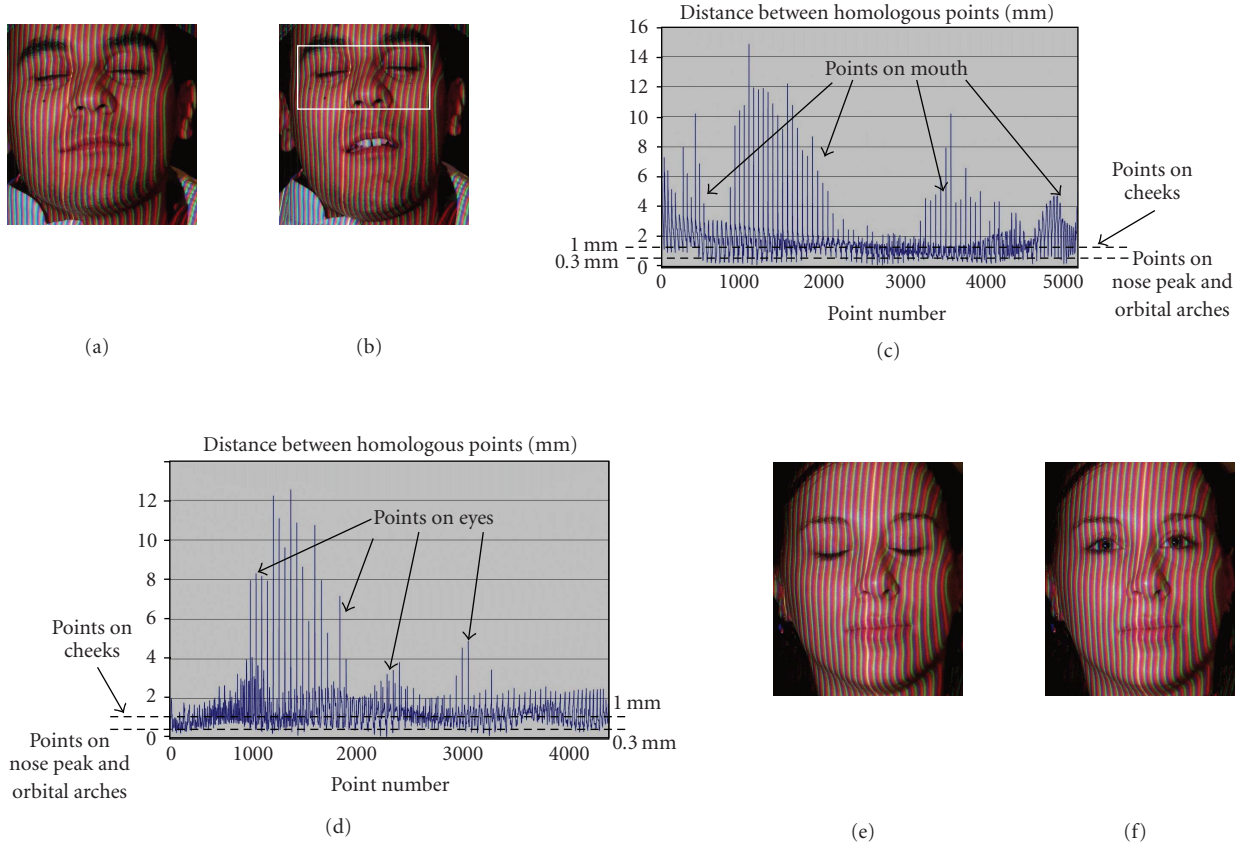 (a)
(b)
Distance between homologous points (mm)
16
14
12
10
8
6
4
2
0
1 mm
0.3 mm
Points on mouth
Points on
cheeks
Points on
nose peak and
orbital arches
0 1000 2000 3000 4000 5000
Point number
(c)
Distance between homologous points (mm)
12
10
8
6
4
2
0
Points on eyes
Points on
cheeks
Points on
nose peak and
orbital arches
1 mm
0.3 mm
0 1000 2000 3000 4000
Point number
(d)
(e)
(f)